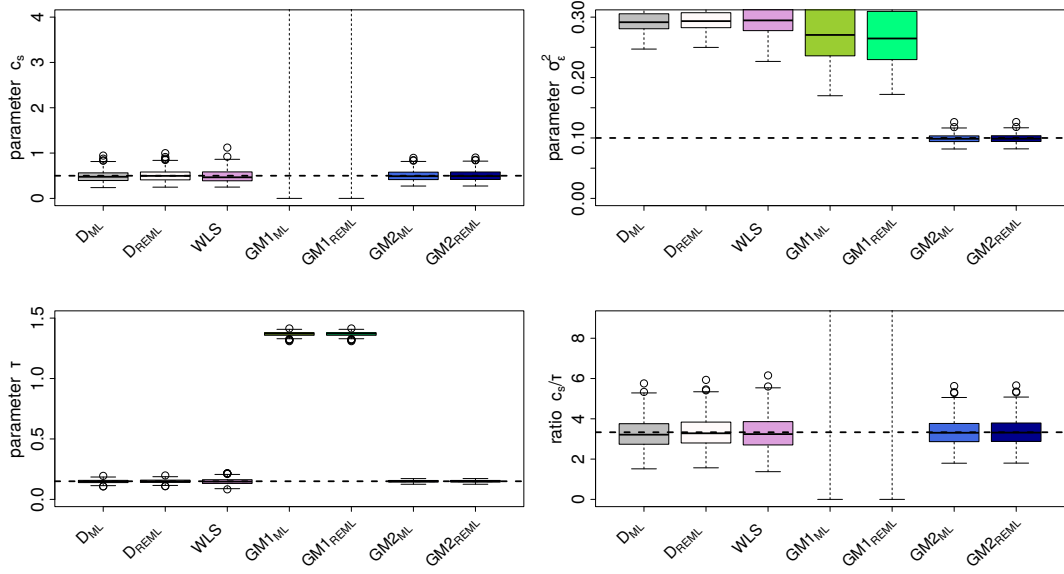 parameter c_s
4
3
2
1
0
D_ML
D_REML
WLS
GM1_ML
GM1_REML
GM2_ML
GM2_REML
parameter σ_ε^2
0.30
0.20
0.10
0.00
D_ML
D_REML
WLS
GM1_ML
GM1_REML
GM2_ML
GM2_REML
parameter τ
1.5
1.0
0.5
0.0
D_ML
D_REML
WLS
GM1_ML
GM1_REML
GM2_ML
GM2_REML
ratio c_s/τ
8
6
4
2
0
D_ML
D_REML
WLS
GM1_ML
GM1_REML
GM2_ML
GM2_REML